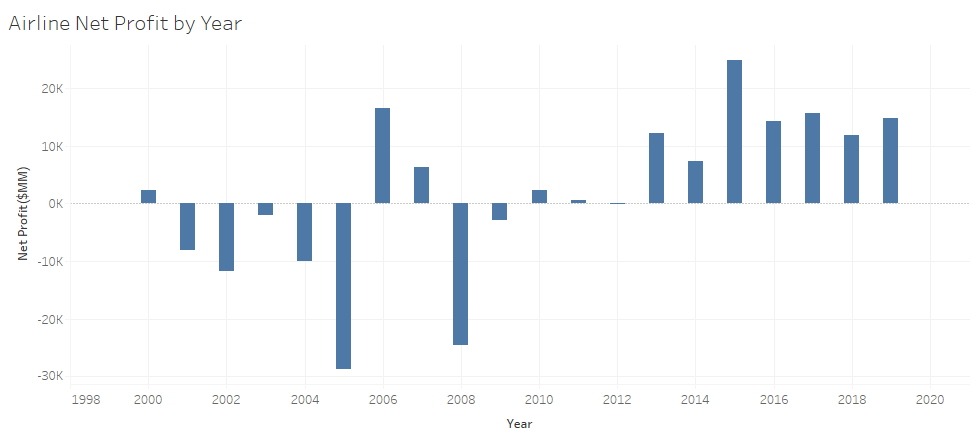 Airline Net Profit by Year
20K
10K
0K
-10K
-20K
-30K
Net Profit($MM)
1998 2000 2002 2004 2006 2008 2010 2012 2014 2016 2018 2020
Year